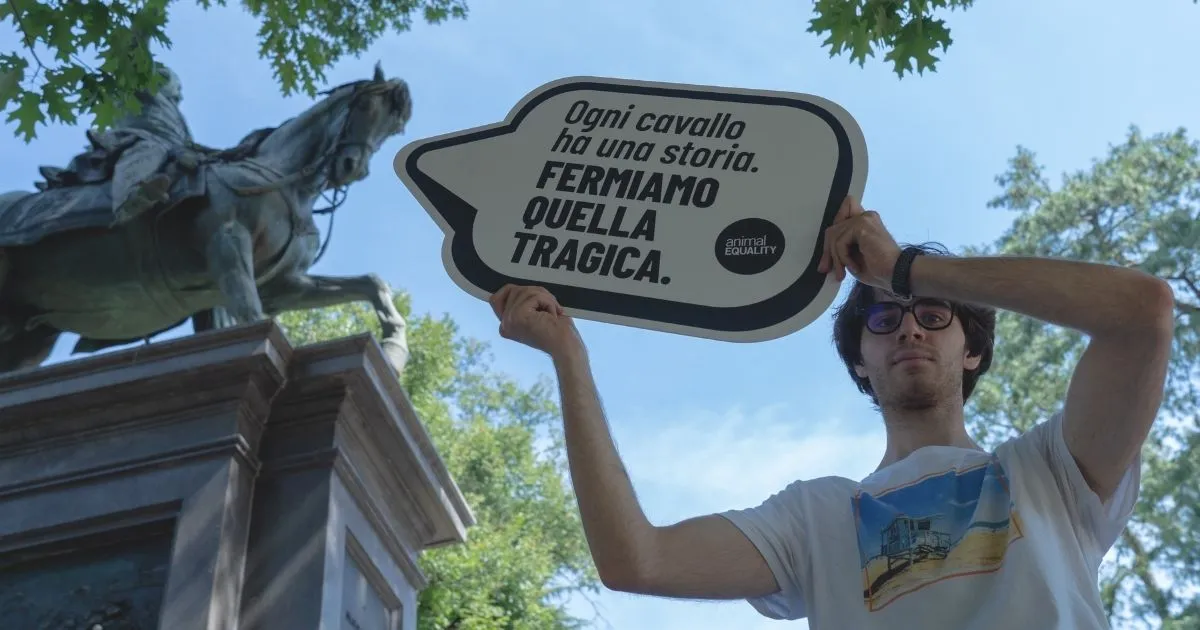 Ogni cavallo
ha una storia.
FERMIAMO
QUELLA
TRAGICA.
animal
EQUALITY